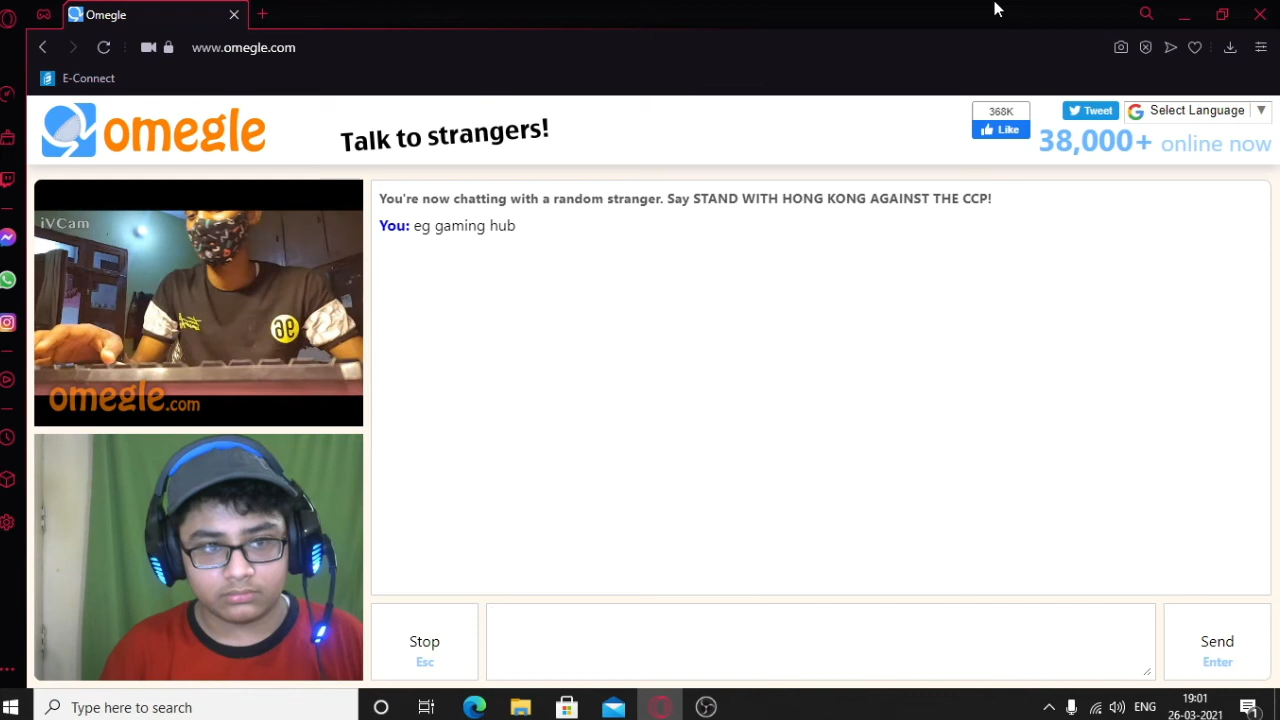 Omegle
www.omegle.com
E-Connect
omegle
Talk to strangers!
368K
Like
Tweet
Select Language
38,000+ online now
iVCam
omegle.com
You're now chatting with a random stranger. Say STAND WITH HONG KONG AGAINST THE CCP!
You: eg gaming hub
Stop
Esc
Send
Enter
Type here to search
ENG
19:01
26-03-2021
1